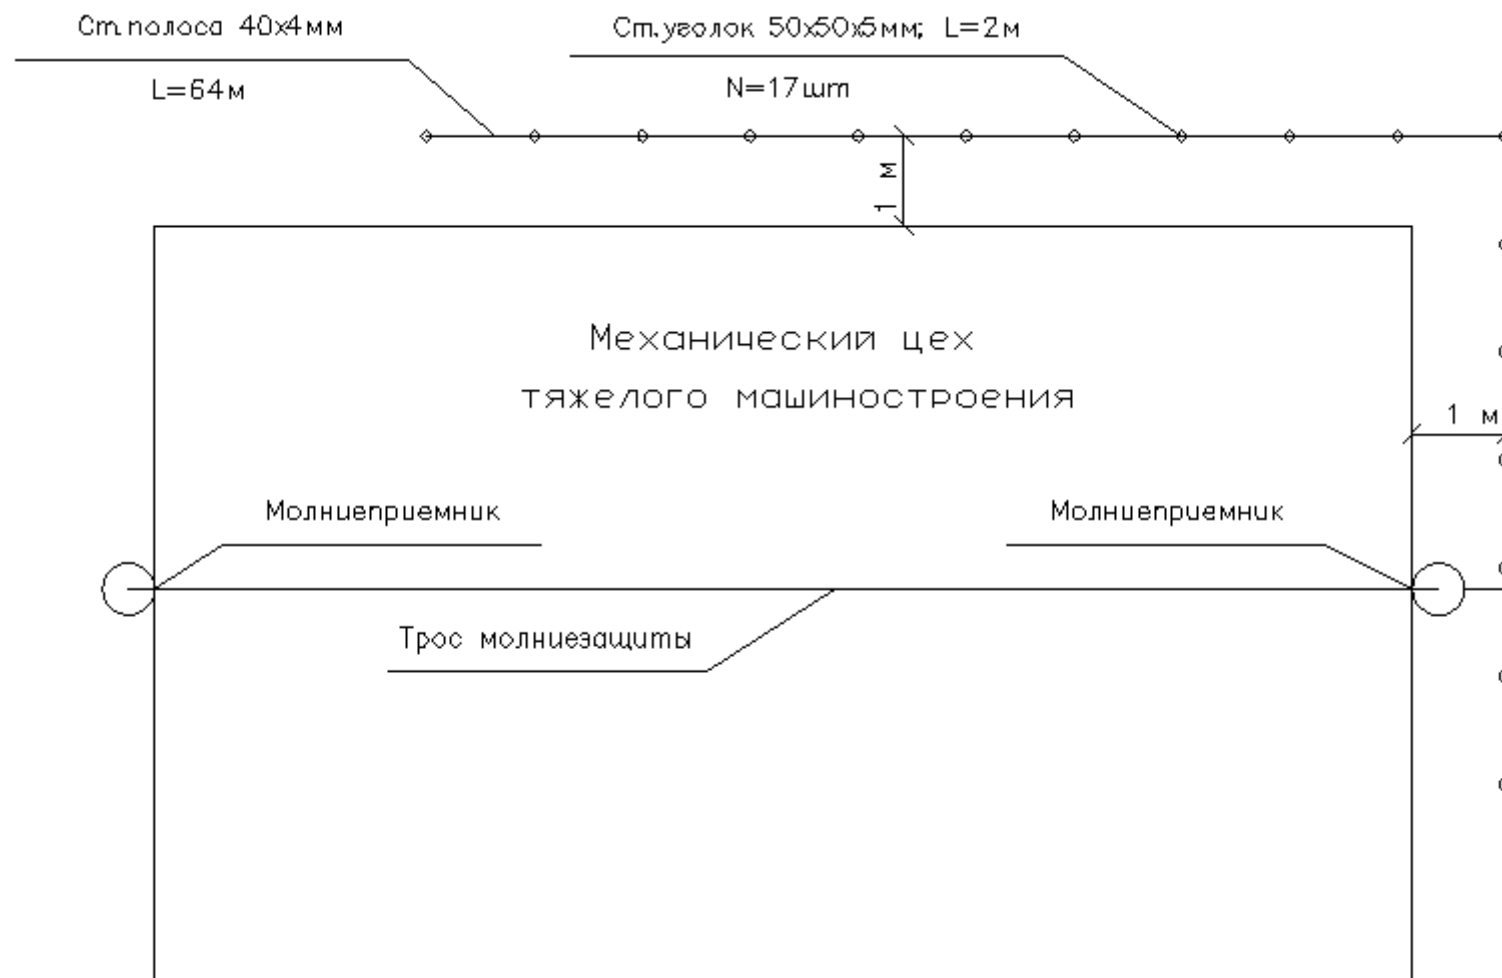 Ст.полоса 40х4мм
L=64м
Ст.уголок 50х50х5мм; L=2м
N=17шт
1 м
Механический цех
тяжелого машиностроения
1 м
Молниеприемник
Молниеприемник
Трос молниезащиты